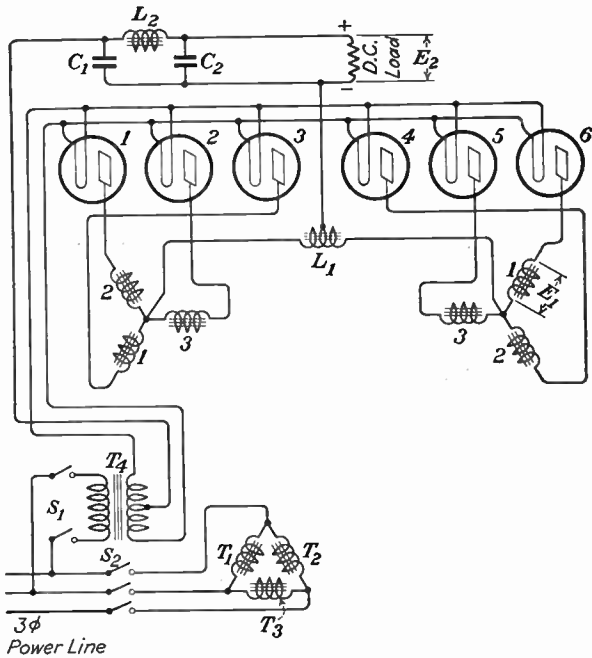 L2
+
C1
C2
D.C.
Load
E2
−
1 2 3 4 5 6
L1
2
3
1
1
E1
3
2
T4
S1
S2
T1
T2
T3
3ϕ
Power Line